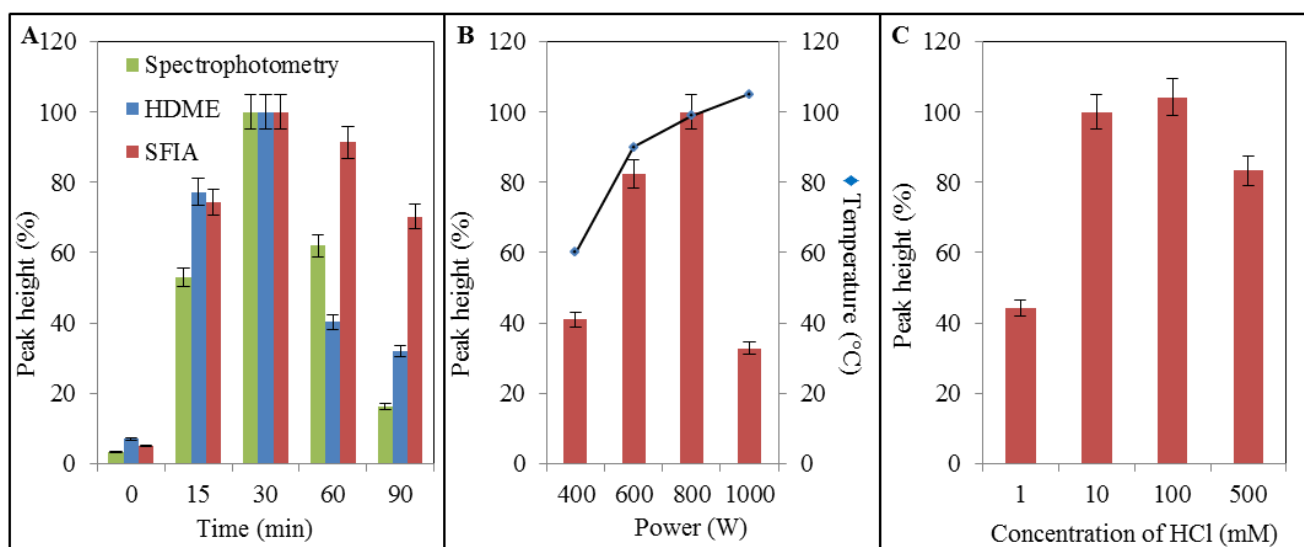 A
120
100
80
60
40
20
0
Peak height (%)
Spectrophotometry
HDME
SFIA
0 15 30 60 90
Time (min)
B
120
100
80
60
40
20
0
Peak height (%)
400 600 800 1000
Power (W)
120
100
80
60
40
20
0
Temperature (°C)
C
120
100
80
60
40
20
0
Peak height (%)
1 10 100 500
Concentration of HCl (mM)